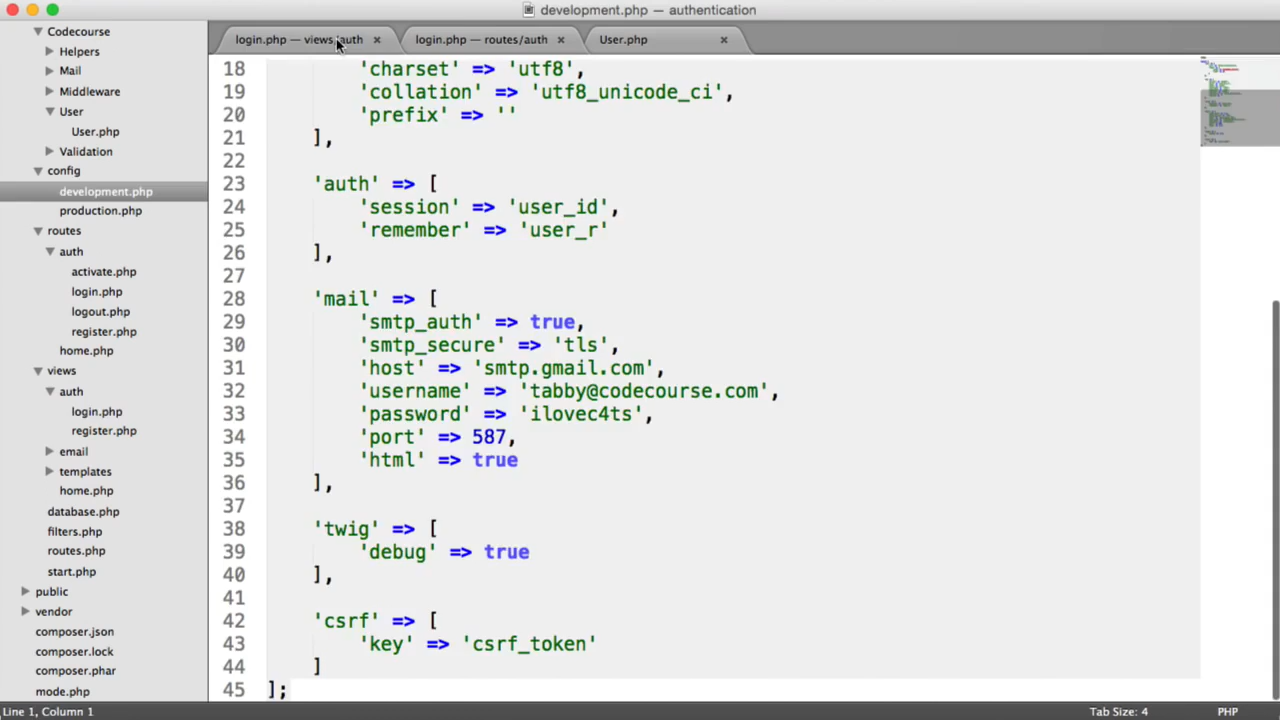 development.php — authentication
login.php — views/auth
login.php — routes/auth
User.php
Codecourse
Helpers
Mail
Middleware
User
User.php
Validation
config
development.php
production.php
routes
auth
activate.php
login.php
logout.php
register.php
home.php
views
auth
login.php
register.php
email
templates
home.php
database.php
filters.php
routes.php
start.php
public
vendor
composer.json
composer.lock
composer.phar
mode.php
18 'charset' => 'utf8',
19 'collation' => 'utf8_unicode_ci',
20 'prefix' => ''
21 ],
22
23 'auth' => [
24 'session' => 'user_id',
25 'remember' => 'user_r'
26 ],
27
28 'mail' => [
29 'smtp_auth' => true,
30 'smtp_secure' => 'tls',
31 'host' => 'smtp.gmail.com',
32 'username' => 'tabby@codecourse.com',
33 'password' => 'ilovec4ts',
34 'port' => 587,
35 'html' => true
36 ],
37
38 'twig' => [
39 'debug' => true
40 ],
41
42 'csrf' => [
43 'key' => 'csrf_token'
44 ]
45 ];
Line 1, Column 1
Tab Size: 4
PHP